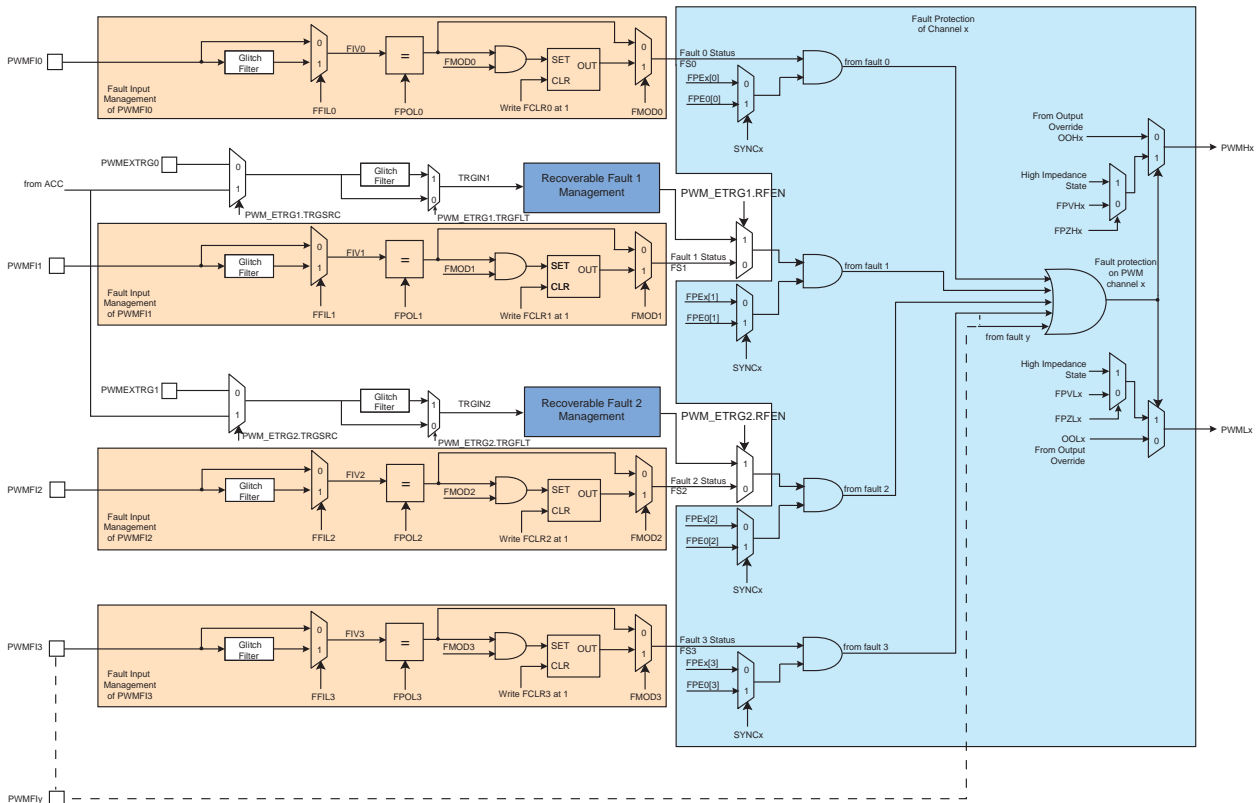 Fault Protection
of Channel x
PWMFI0
Glitch
Filter
0
1
FIV0
=
FMOD0
SET
OUT
CLR
0
1
Fault Input
Management
of PWMFI0
FFIL0
FPOL0
Write FCLR0 at 1
FMOD0
Fault 0 Status
FS0
FPEx[0]
FPE0[0]
0
1
SYNCx
from fault 0
From Output
Override
OOHx
0
1
PWMHx
High Impedance
State
FPVHx
FPZHx
1
0
PWMEXTRG0
from ACC
0
1
PWM_ETRG1.TRGSRC
Glitch
Filter
1
0
PWM_ETRG1.TRGFLT
TRGIN1
Recoverable Fault 1
Management
PWM_ETRG1.RFEN
1
0
PWMFI1
Glitch
Filter
0
1
FIV1
=
FMOD1
SET
OUT
CLR
0
1
Fault Input
Management
of PWMFI1
FFIL1
FPOL1
Write FCLR1 at 1
FMOD1
Fault 1 Status
FS1
FPEx[1]
FPE0[1]
0
1
SYNCx
from fault 1
Fault protection
on PWM
channel x
from fault y
PWMEXTRG1
0
1
PWM_ETRG2.TRGSRC
Glitch
Filter
1
0
PWM_ETRG2.TRGFLT
TRGIN2
Recoverable Fault 2
Management
PWM_ETRG2.RFEN
1
0
High Impedance
State
FPVLx
FPZLx
1
0
OOLx
From Output
Override
1
0
PWMLx
PWMFI2
Glitch
Filter
0
1
FIV2
=
FMOD2
SET
OUT
CLR
0
1
Fault Input
Management
of PWMFI2
FFIL2
FPOL2
Write FCLR2 at 1
FMOD2
Fault 2 Status
FS2
FPEx[2]
FPE0[2]
0
1
SYNCx
from fault 2
PWMFI3
Glitch
Filter
0
1
FIV3
=
FMOD3
SET
OUT
CLR
0
1
Fault Input
Management
of PWMFI3
FFIL3
FPOL3
Write FCLR3 at 1
FMOD3
Fault 3 Status
FS3
FPEx[3]
FPE0[3]
0
1
SYNCx
from fault 3
PWMFIy